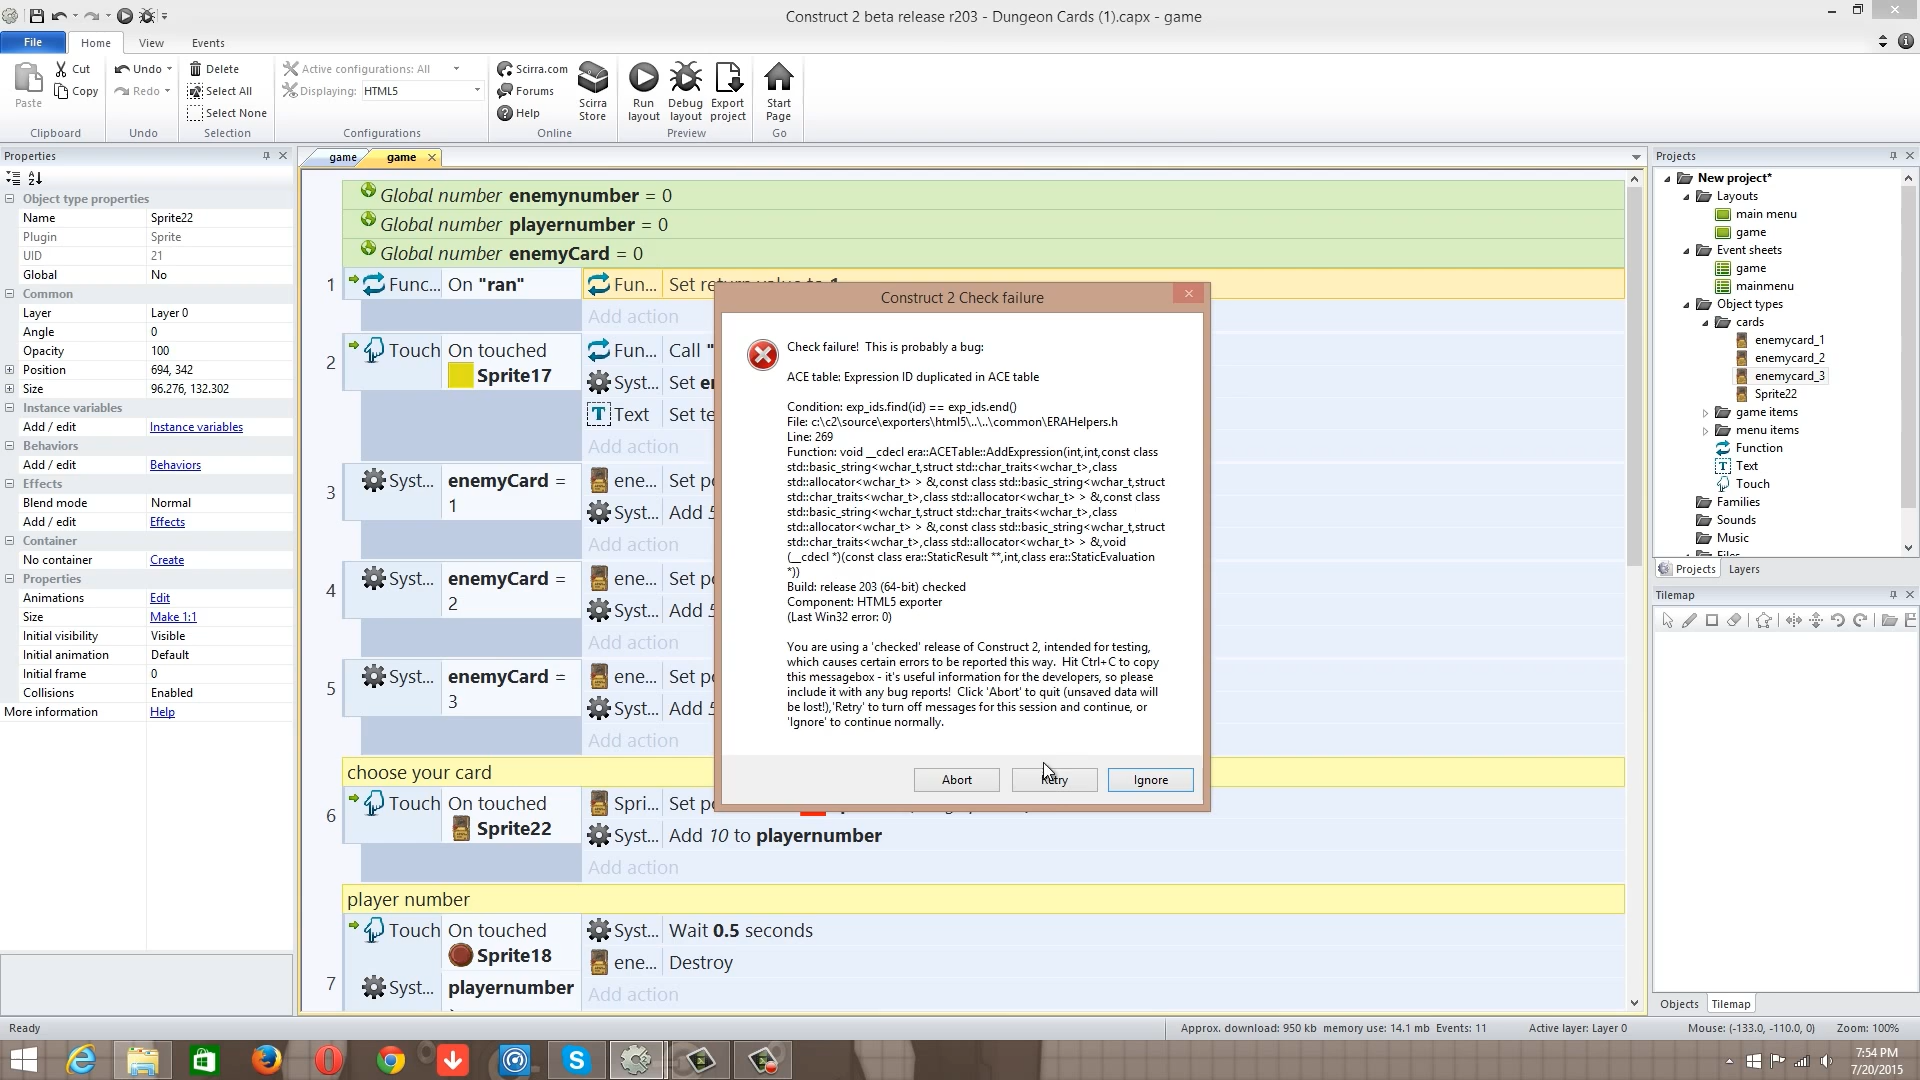 Construct 2 beta release r203 - Dungeon Cards (1).capx - game
File Home View Events
Paste Cut Copy Clipboard
Undo Redo Undo
Delete Select All Select None Selection
Active configurations: All
Displaying: HTML5
Configurations
Scirra.com Forums Help Scirra Store Online
Run layout Debug layout Export project Preview
Start Page Go
Properties
Object type properties
Name Sprite22
Plugin Sprite
UID 21
Global No
Common
Layer Layer 0
Angle 0
Opacity 100
Position 694, 342
Size 96.276, 132.302
Instance variables
Add / edit Instance variables
Behaviors
Add / edit Behaviors
Effects
Blend mode Normal
Add / edit Effects
Container
No container Create
Properties
Animations Edit
Size Make 1:1
Initial visibility Visible
Initial animation Default
Initial frame 0
Collisions Enabled
More information Help
game game
Global number enemynumber = 0
Global number playernumber = 0
Global number enemyCard = 0
1 Func... On "ran" Fun...
Add action
2 Touch On touched Sprite17 Fun... Call "
Syst... Set e
T Text Set te
Add action
3 Syst... enemyCard = 1 ene... Set p
Syst... Add 5
Add action
4 Syst... enemyCard = 2 ene... Set p
Syst... Add 5
Add action
5 Syst... enemyCard = 3 ene... Set p
Syst... Add 5
Add action
choose your card
6 Touch On touched Sprite22 Spri... Set p
Syst... Add 10 to playernumber
Add action
player number
7 Touch On touched Sprite18 Syst... Wait 0.5 seconds
ene... Destroy
Syst... playernumber Add action
Construct 2 Check failure
Check failure!  This is probably a bug:
ACE table: Expression ID duplicated in ACE table
Condition: exp_ids.find(id) == exp_ids.end()
File: c:\c2\source\exporters\html5\..\..\common\ERAHelpers.h
Line: 269
Function: void __cdecl era::ACETable::AddExpression(int,int,const class
std::basic_string<wchar_t,struct std::char_traits<wchar_t>,class
std::allocator<wchar_t> > &,const class std::basic_string<wchar_t,struct
std::char_traits<wchar_t>,class std::allocator<wchar_t> > &,const class
std::basic_string<wchar_t,struct std::char_traits<wchar_t>,class
std::allocator<wchar_t> > &,const class std::basic_string<wchar_t,struct
std::char_traits<wchar_t>,class std::allocator<wchar_t> > &,void
(__cdecl *)(const class era::StaticResult **,int,class era::StaticEvaluation
*))
Build: release 203 (64-bit) checked
Component: HTML5 exporter
(Last Win32 error: 0)
You are using a 'checked' release of Construct 2, intended for testing,
which causes certain errors to be reported this way.  Hit Ctrl+C to copy
this messagebox - it's useful information for the developers, so please
include it with any bug reports!  Click 'Abort' to quit (unsaved data will
be lost!),'Retry' to turn off messages for this session and continue, or
'Ignore' to continue normally.
Abort Retry Ignore
Projects
New project*
Layouts
main menu
game
Event sheets
game
mainmenu
Object types
cards
enemycard_1
enemycard_2
enemycard_3
Sprite22
game items
menu items
Function
Text
Touch
Families
Sounds
Music
Projects Layers
Tilemap
Objects Tilemap
Ready
Approx. download: 950 kb memory use: 14.1 mb Events: 11 Active layer: Layer 0 Mouse: (-133.0, -110.0, 0) Zoom: 100%
7:54 PM
7/20/2015